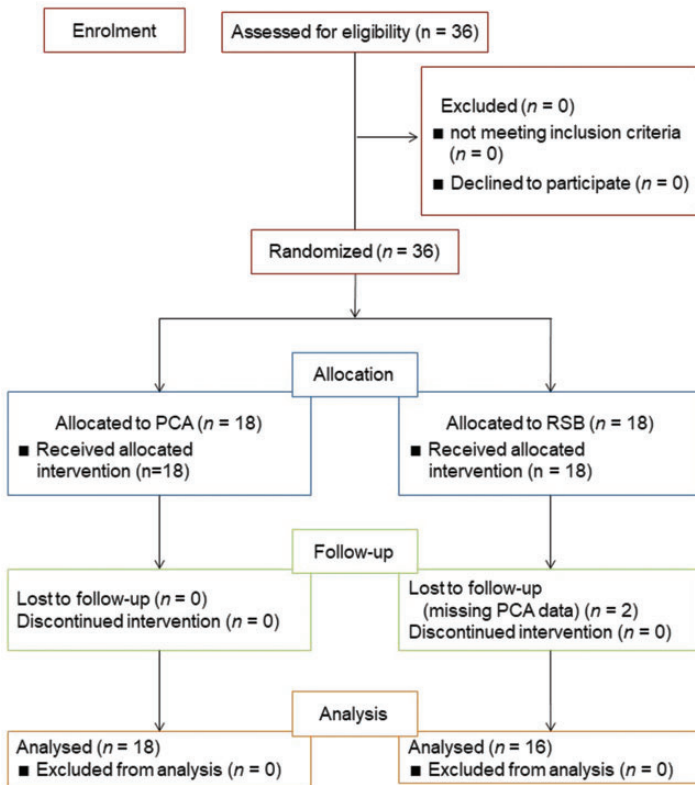 Enrolment
Assessed for eligibility (n = 36)
Excluded (n = 0)
■ not meeting inclusion criteria
(n = 0)
■ Declined to participate (n = 0)
Randomized (n = 36)
Allocation
Allocated to PCA (n = 18)
■ Received allocated
intervention (n=18)
Allocated to RSB (n = 18)
■ Received allocated
intervention (n = 18)
Follow-up
Lost to follow-up (n = 0)
Discontinued intervention (n = 0)
Lost to follow-up
(missing PCA data) (n = 2)
Discontinued intervention (n = 0)
Analysis
Analysed (n = 18)
■ Excluded from analysis (n = 0)
Analysed (n = 16)
■ Excluded from analysis (n = 0)